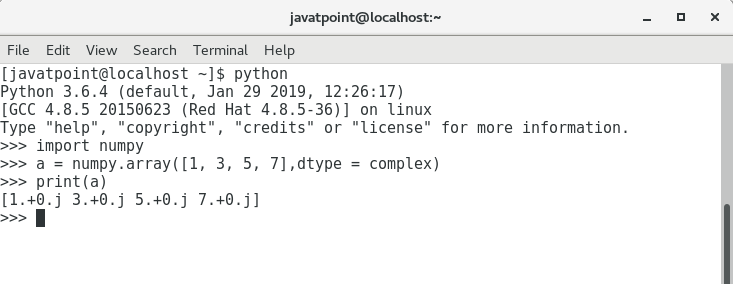 javatpoint@localhost:~
File Edit View Search Terminal Help
[javatpoint@localhost ~]$ python
Python 3.6.4 (default, Jan 29 2019, 12:26:17)
[GCC 4.8.5 20150623 (Red Hat 4.8.5-36)] on linux
Type "help", "copyright", "credits" or "license" for more information.
>>> import numpy
>>> a = numpy.array([1, 3, 5, 7],dtype = complex)
>>> print(a)
[1.+0.j 3.+0.j 5.+0.j 7.+0.j]
>>>